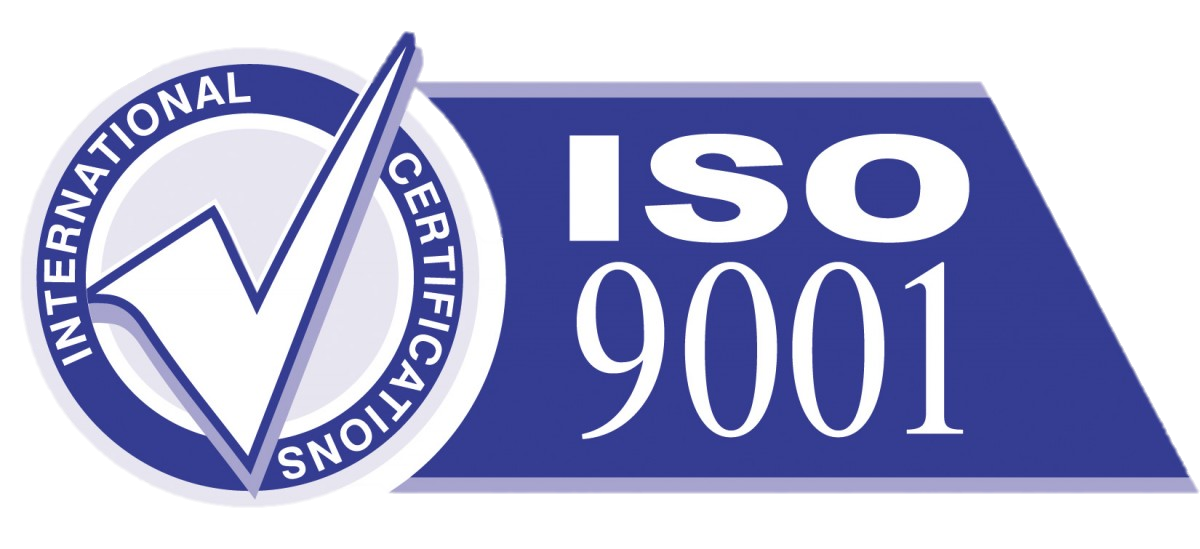 INTERNATIONAL CERTIFICATIONS
ISO
9001